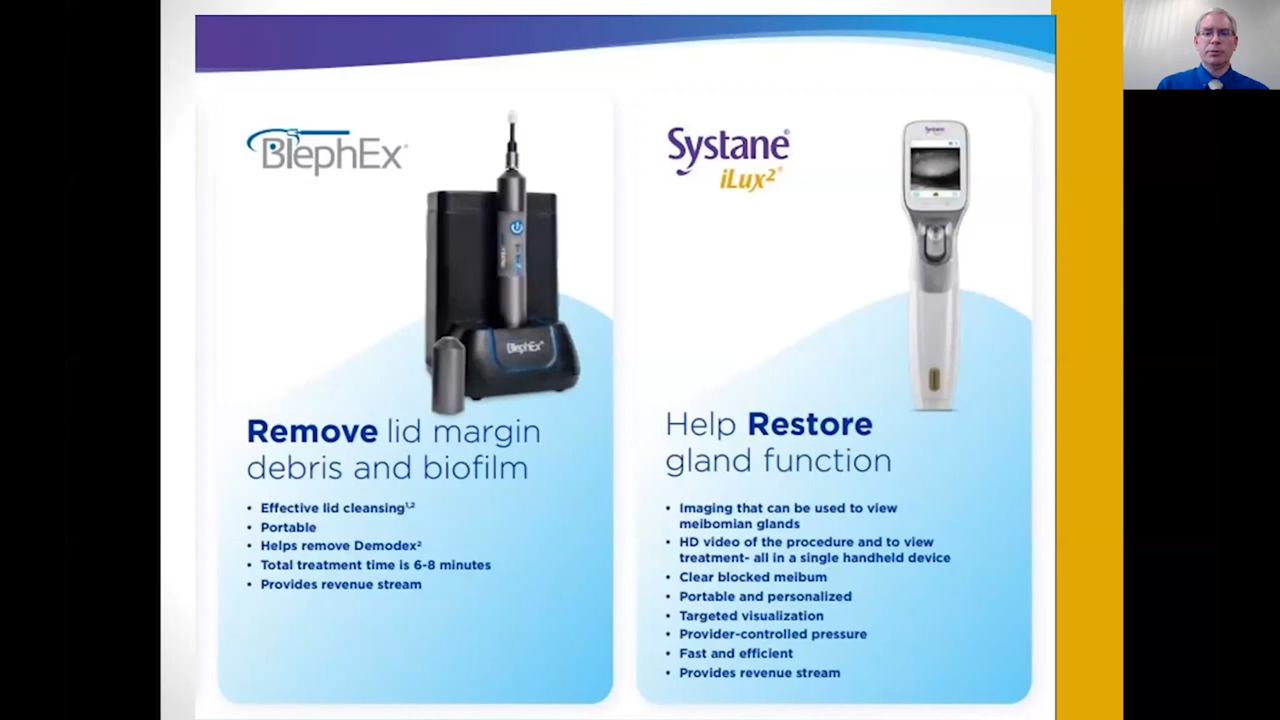 BlephEx®
BlephEx®
Remove lid margin
debris and biofilm
• Effective lid cleansing¹,²
• Portable
• Helps remove Demodex²
• Total treatment time is 6-8 minutes
• Provides revenue stream
Systane®
iLux²®
Systane
Help Restore
gland function
• Imaging that can be used to view
meibomian glands
• HD video of the procedure and to view
treatment- all in a single handheld device
• Clear blocked meibum
• Portable and personalized
• Targeted visualization
• Provider-controlled pressure
• Fast and efficient
• Provides revenue stream